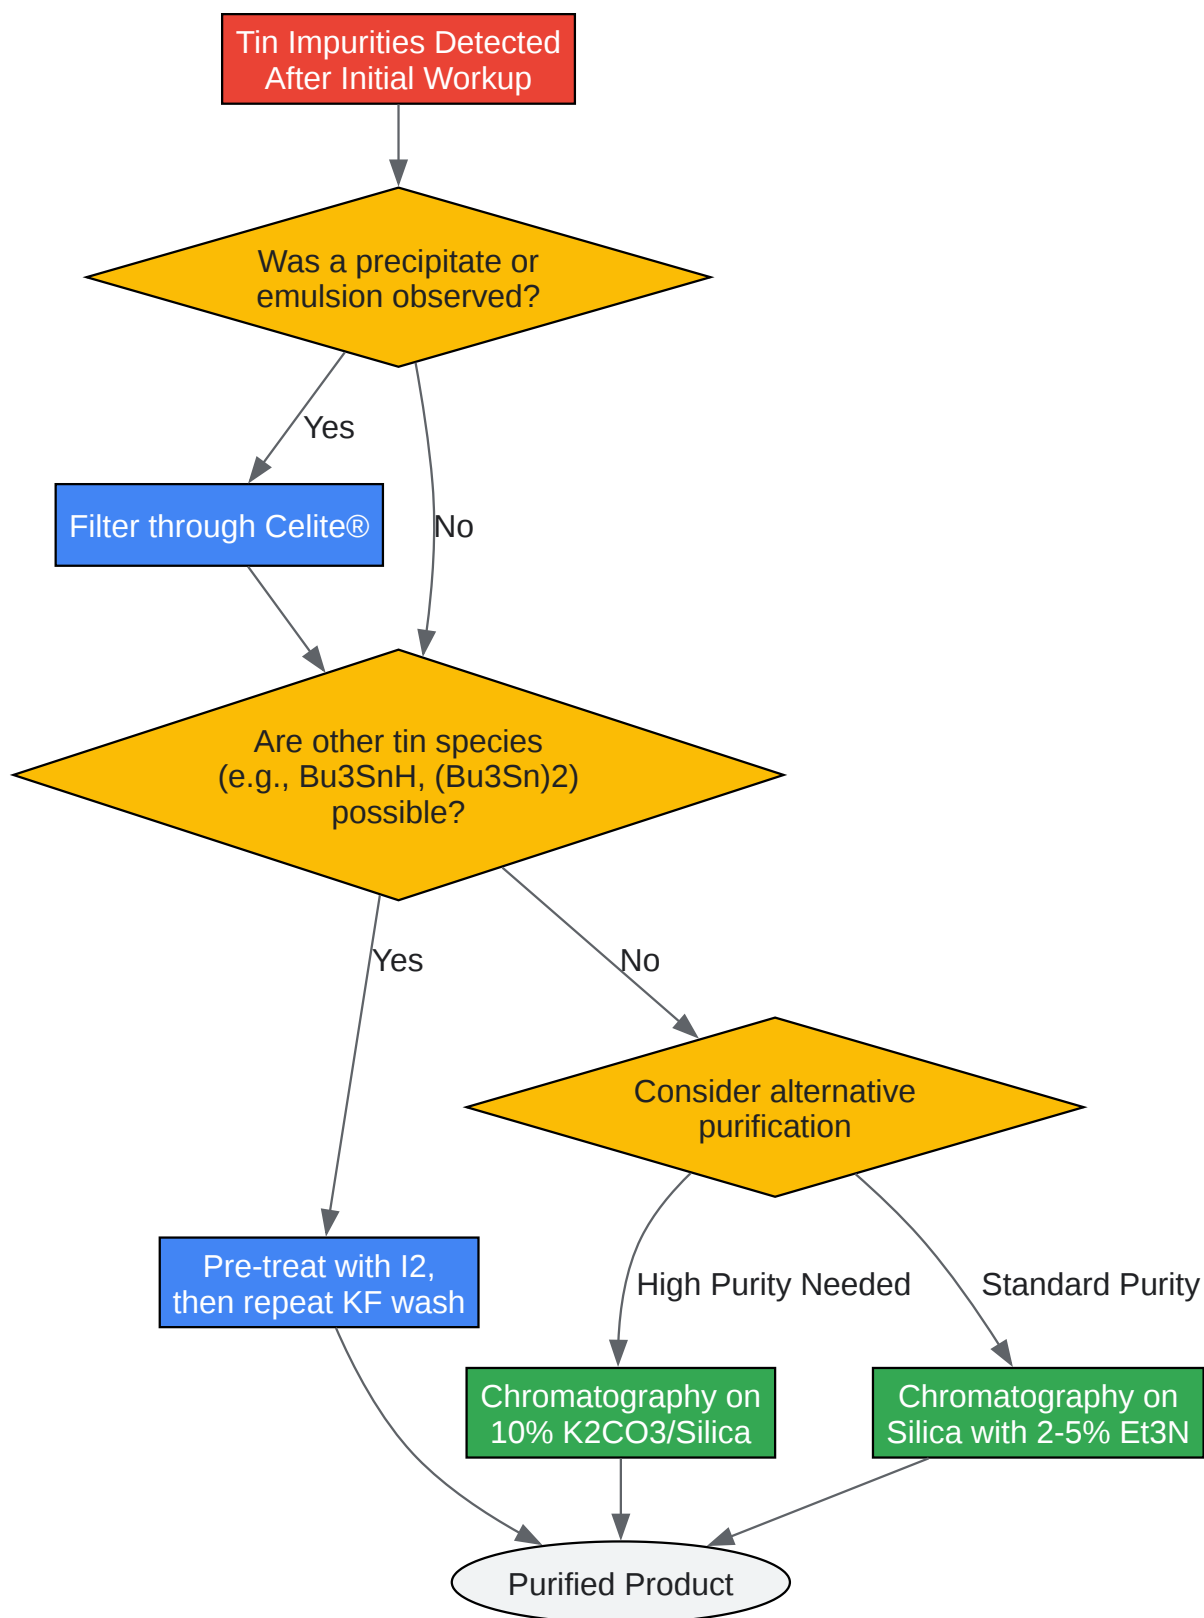 Tin Impurities Detected
After Initial Workup
Was a precipitate or
emulsion observed?
Yes
Filter through Celite®
No
Are other tin species
(e.g., Bu3SnH, (Bu3Sn)2)
possible?
Yes
No
Consider alternative
purification
Pre-treat with I2,
then repeat KF wash
High Purity Needed
Standard Purity
Chromatography on
10% K2CO3/Silica
Chromatography on
Silica with 2-5% Et3N
Purified Product